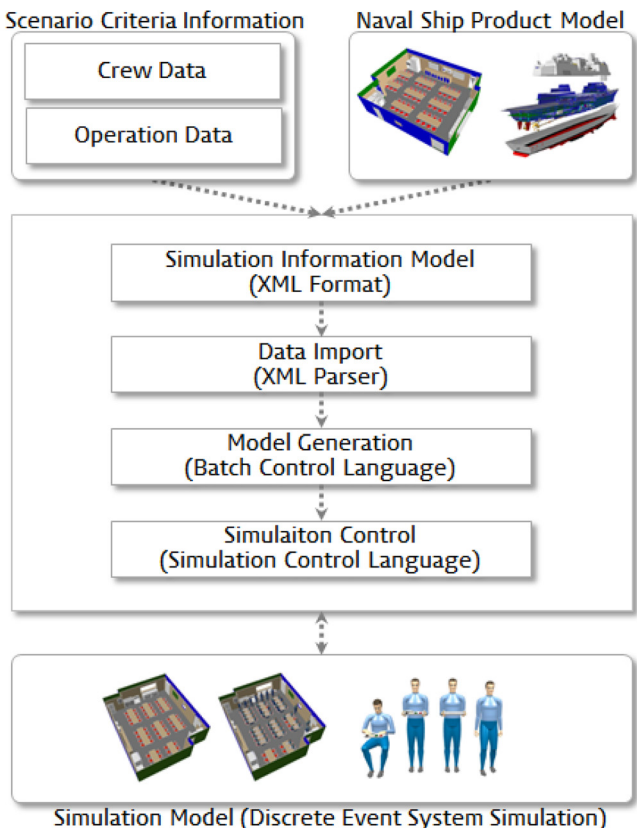 Scenario Criteria Information
Naval Ship Product Model
Crew Data
Operation Data
Simulation Information Model
(XML Format)
Data Import
(XML Parser)
Model Generation
(Batch Control Language)
Simulaiton Control
(Simulation Control Language)
Simulation Model (Discrete Event System Simulation)